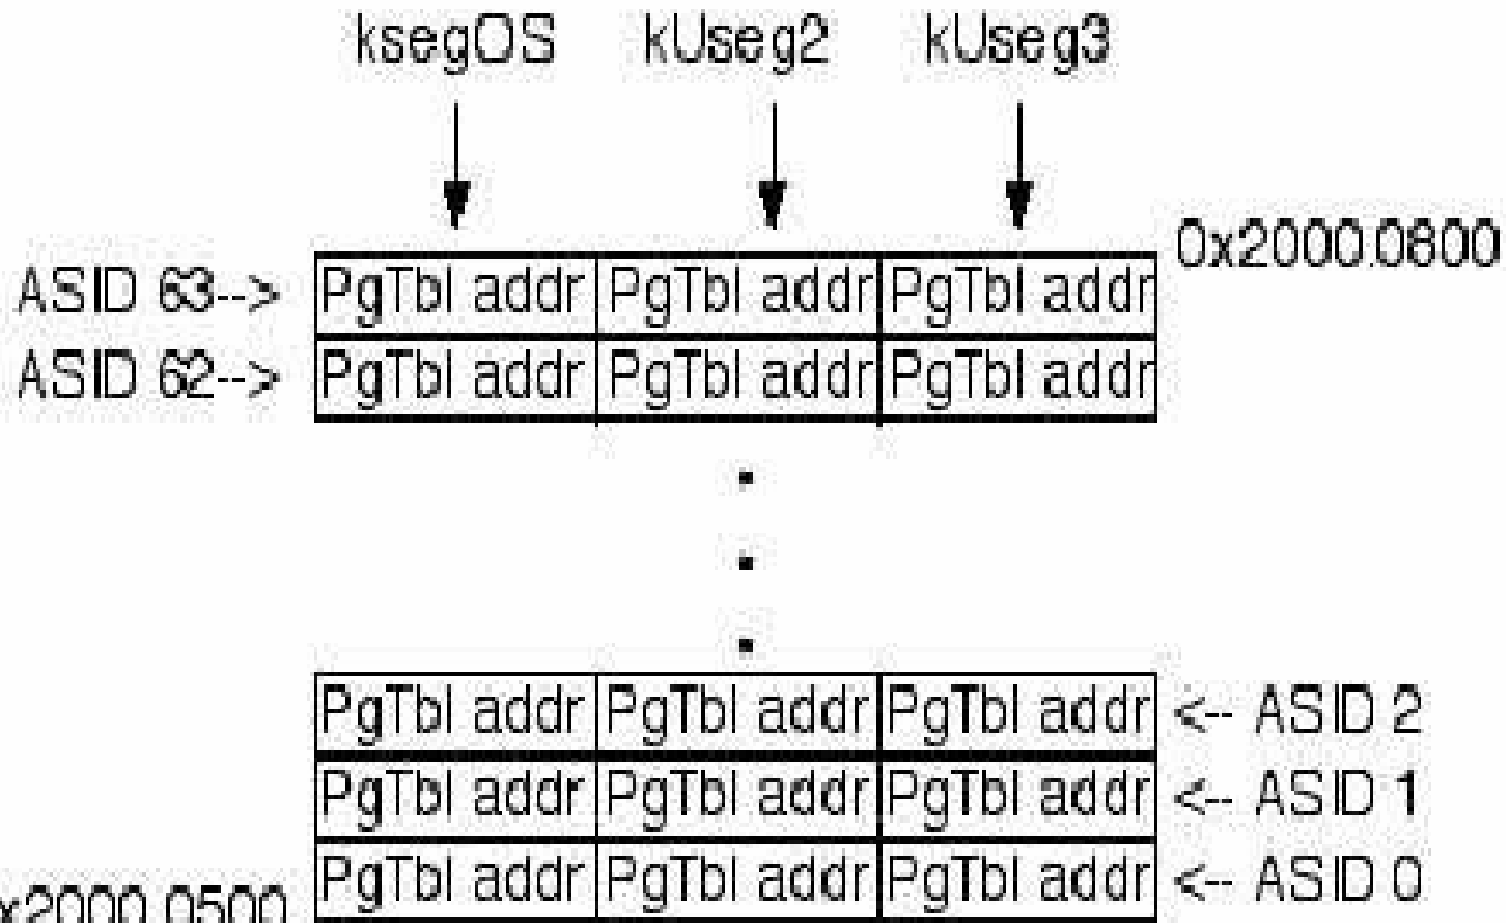 ksegOS kUseg2 kUseg3
0x2000.0800
ASID 63--> PgTbl addr PgTbl addr PgTbl addr
ASID 62--> PgTbl addr PgTbl addr PgTbl addr
PgTbl addr PgTbl addr PgTbl addr <-- ASID 2
PgTbl addr PgTbl addr PgTbl addr <-- ASID 1
x2000.0500 PgTbl addr PgTbl addr PgTbl addr <-- ASID 0